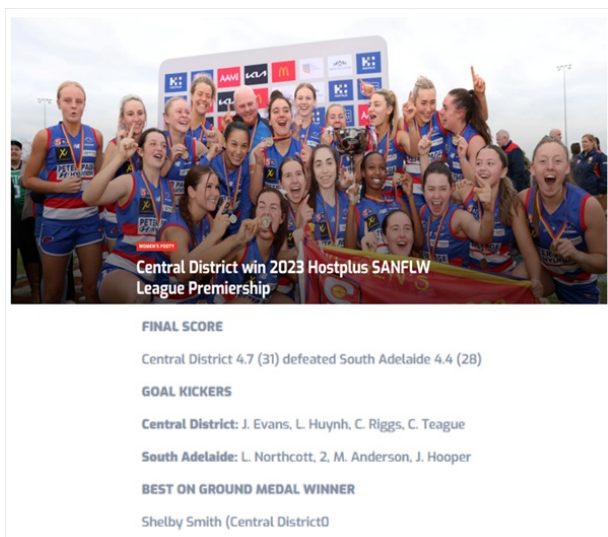 AAMI
KIA
WOMEN'S FOOTY
Central District win 2023 Hostplus SANFLW
League Premiership
FINAL SCORE
Central District 4.7 (31) defeated South Adelaide 4.4 (28)
GOAL KICKERS
Central District: J. Evans, L. Huynh, C. Riggs, C. Teague
South Adelaide: L. Northcott, 2, M. Anderson, J. Hooper
BEST ON GROUND MEDAL WINNER
Shelby Smith (Central District0